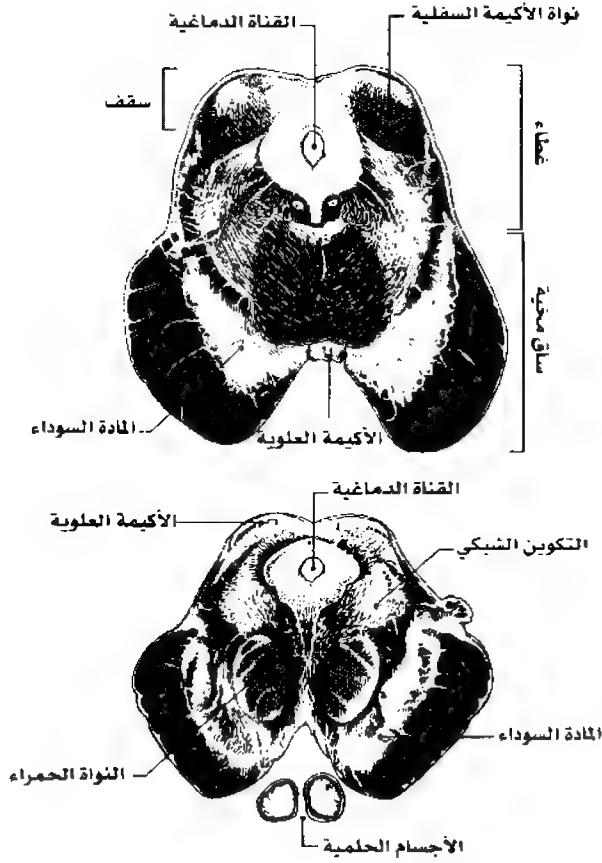 القناة الدماغية
نواة الأكيمة السفلية
سقف
غطاء
ساق مخية
المادة السوداء
الأكيمة العلوية
القناة الدماغية
الأكيمة العلوية
التكوين الشبكي
المادة السوداء
النواة الحمراء
الأجسام الحلمية